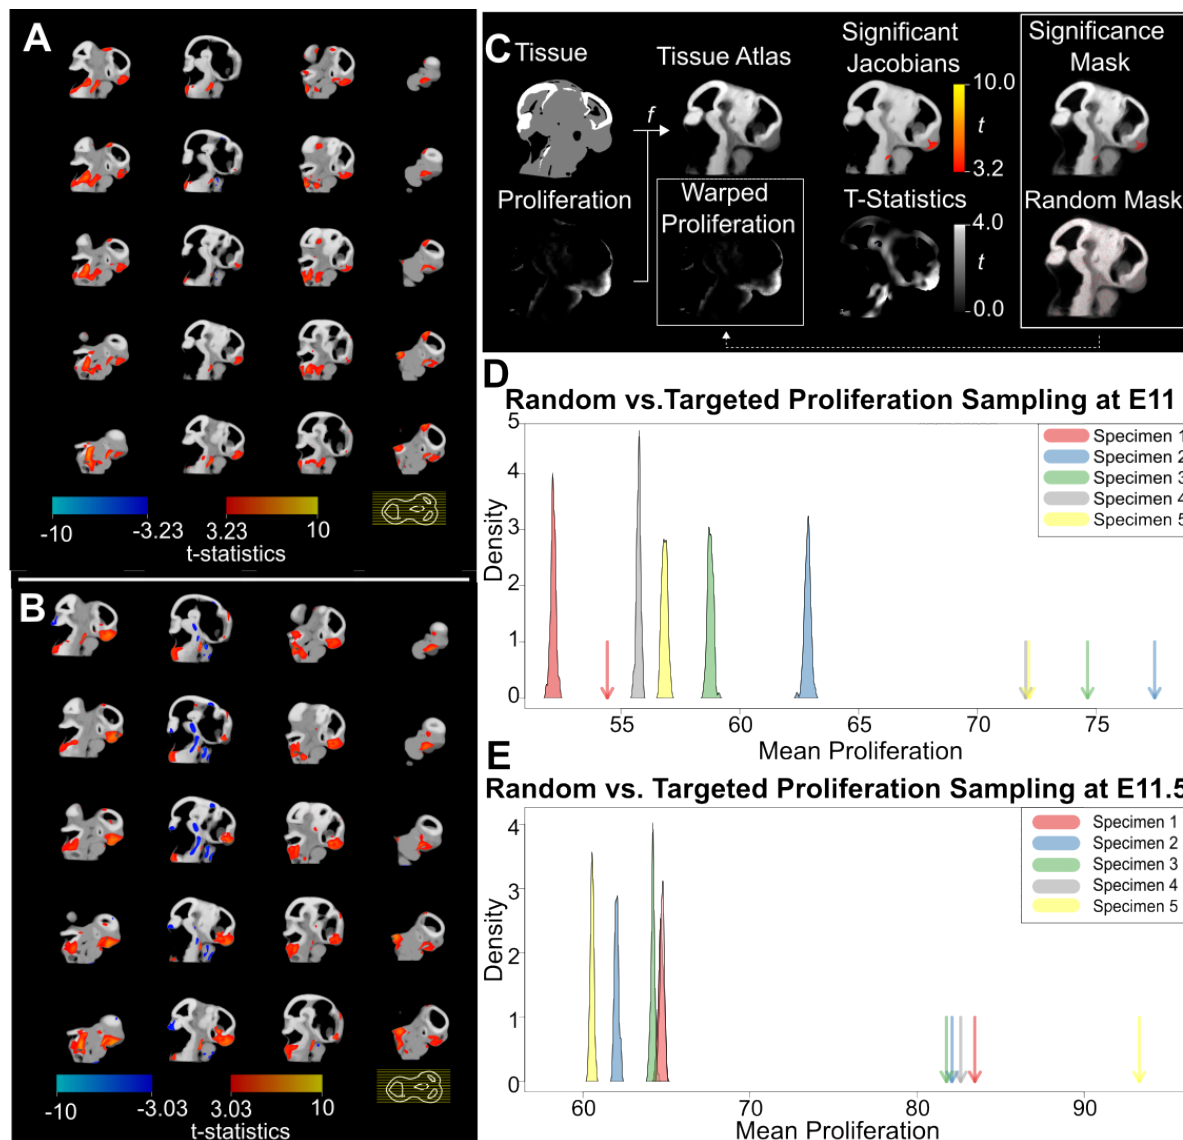 A
-10
-3.23
3.23
10
t-statistics
B
-10
-3.03
3.03
10
t-statistics
C
Tissue
f
Tissue Atlas
Significant
Jacobians
10.0
t
3.2
Significance
Mask
Proliferation
Warped
Proliferation
T-Statistics
4.0
t
0.0
Random Mask
D
Random vs.Targeted Proliferation Sampling at E11
5
4
3
2
1
0
Density
Specimen 1
Specimen 2
Specimen 3
Specimen 4
Specimen 5
55
60
65
70
75
Mean Proliferation
E
Random vs. Targeted Proliferation Sampling at E11.5
4
3
2
1
0
Density
Specimen 1
Specimen 2
Specimen 3
Specimen 4
Specimen 5
60
70
80
90
Mean Proliferation